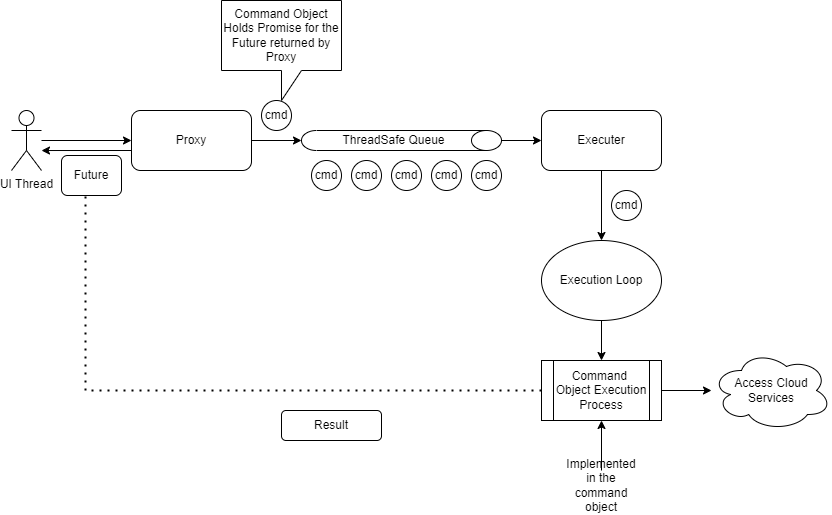 Command Object
Holds Promise for the
Future returned by
Proxy
cmd
Proxy
ThreadSafe Queue
Executer
UI Thread
Future
cmd
cmd
cmd
cmd
cmd
cmd
Execution Loop
Command
Object Execution
Process
Access Cloud
Services
Result
Implemented
in the
command
object